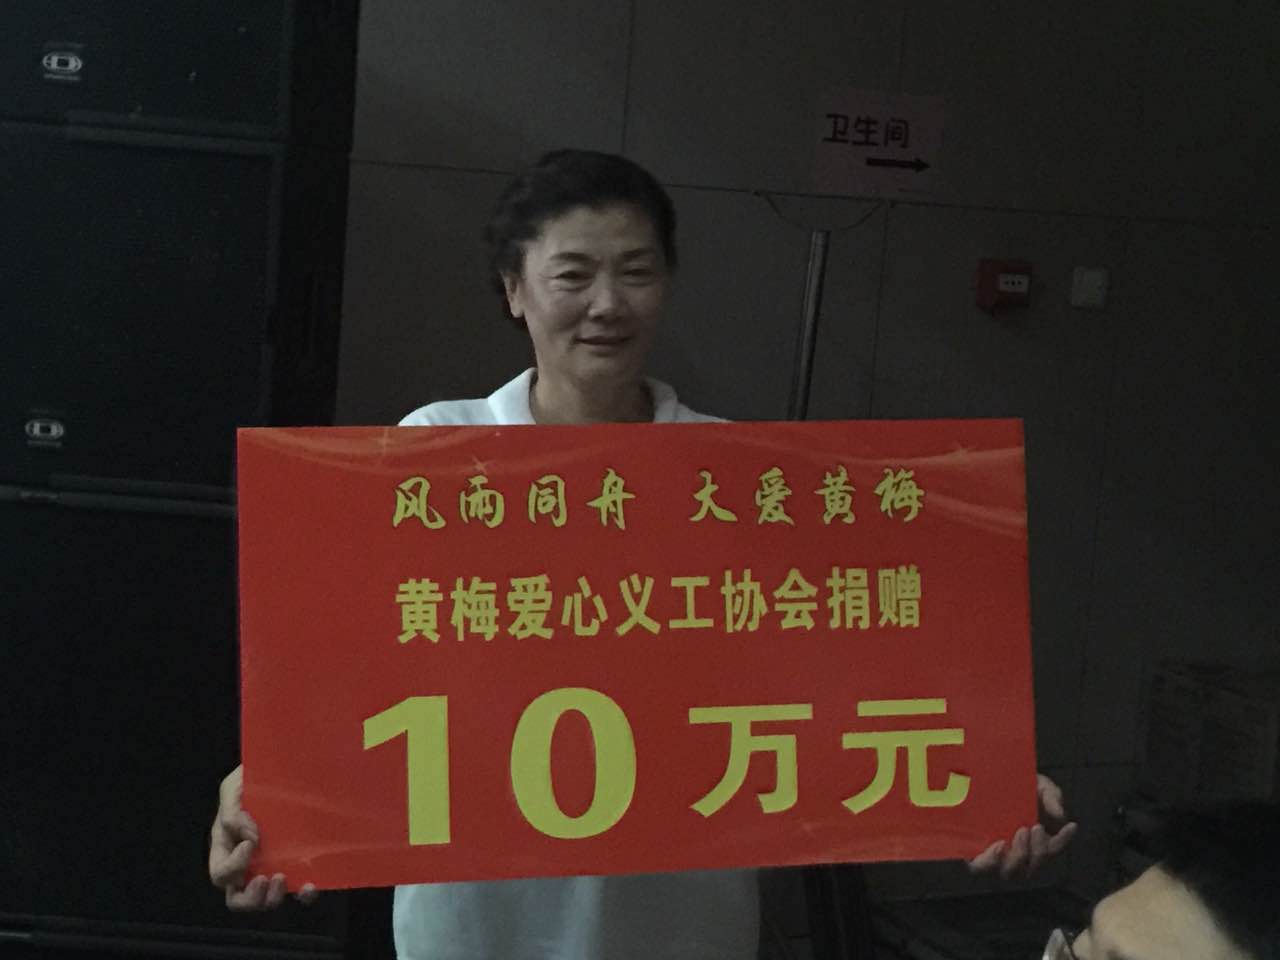 卫生间
风雨同舟 大爱黄梅
黄梅爱心义工协会捐赠
10万元